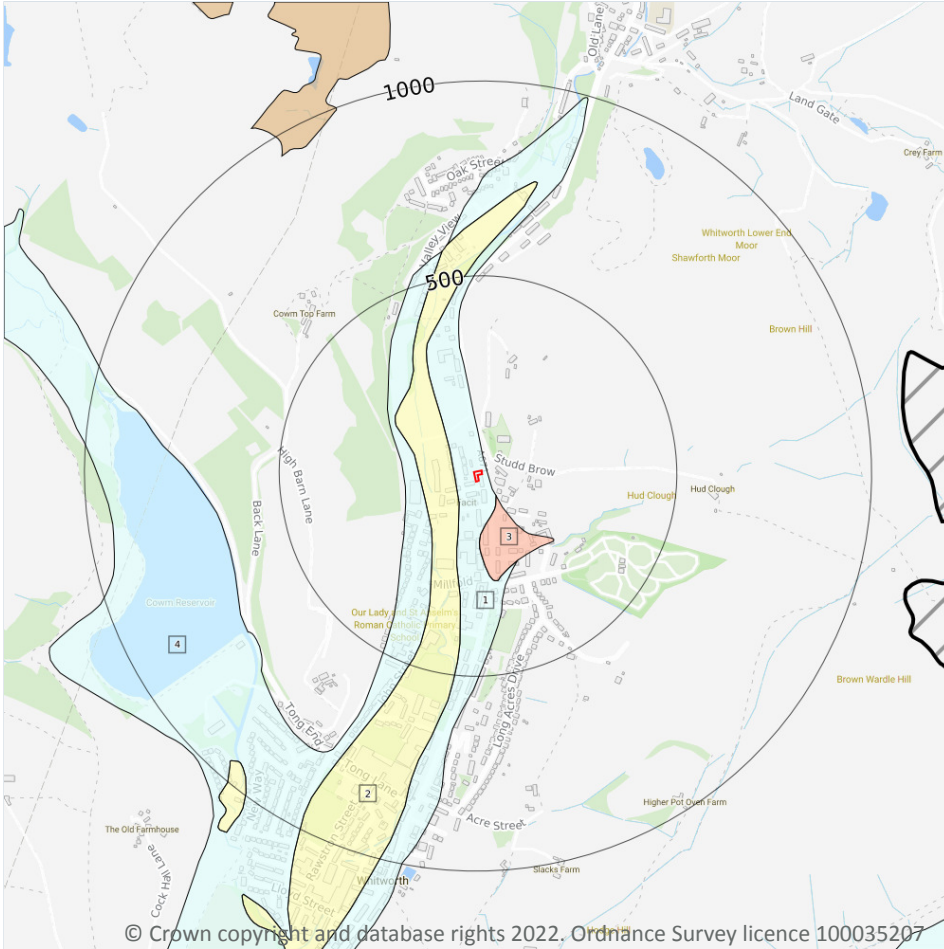 Old Lane
1000
Land Gate
Crey Farm
Oak Street
Valley View
Whitworth Lower End
Moor
Shawforth Moor
500
Cowm Top Farm
Brown Hill
Studd Brow
High Barn Lane
Hud Clough
Hud Clough
Back Lane
3
Millfold
1
Cowm Reservoir
Our Lady and St Anselm's
Roman Catholic Primary
School
4
Long Acres Drive
Brown Wardle Hill
Tong End
Tong Lane
2
Higher Pot Oven Farm
Rawstron Street
Acre Street
The Old Farmhouse
Cock Hall Lane
Slacks Farm
Whitworth
Lloyd Street
© Crown copyright and database rights 2022. Ordnance Survey licence 100035207